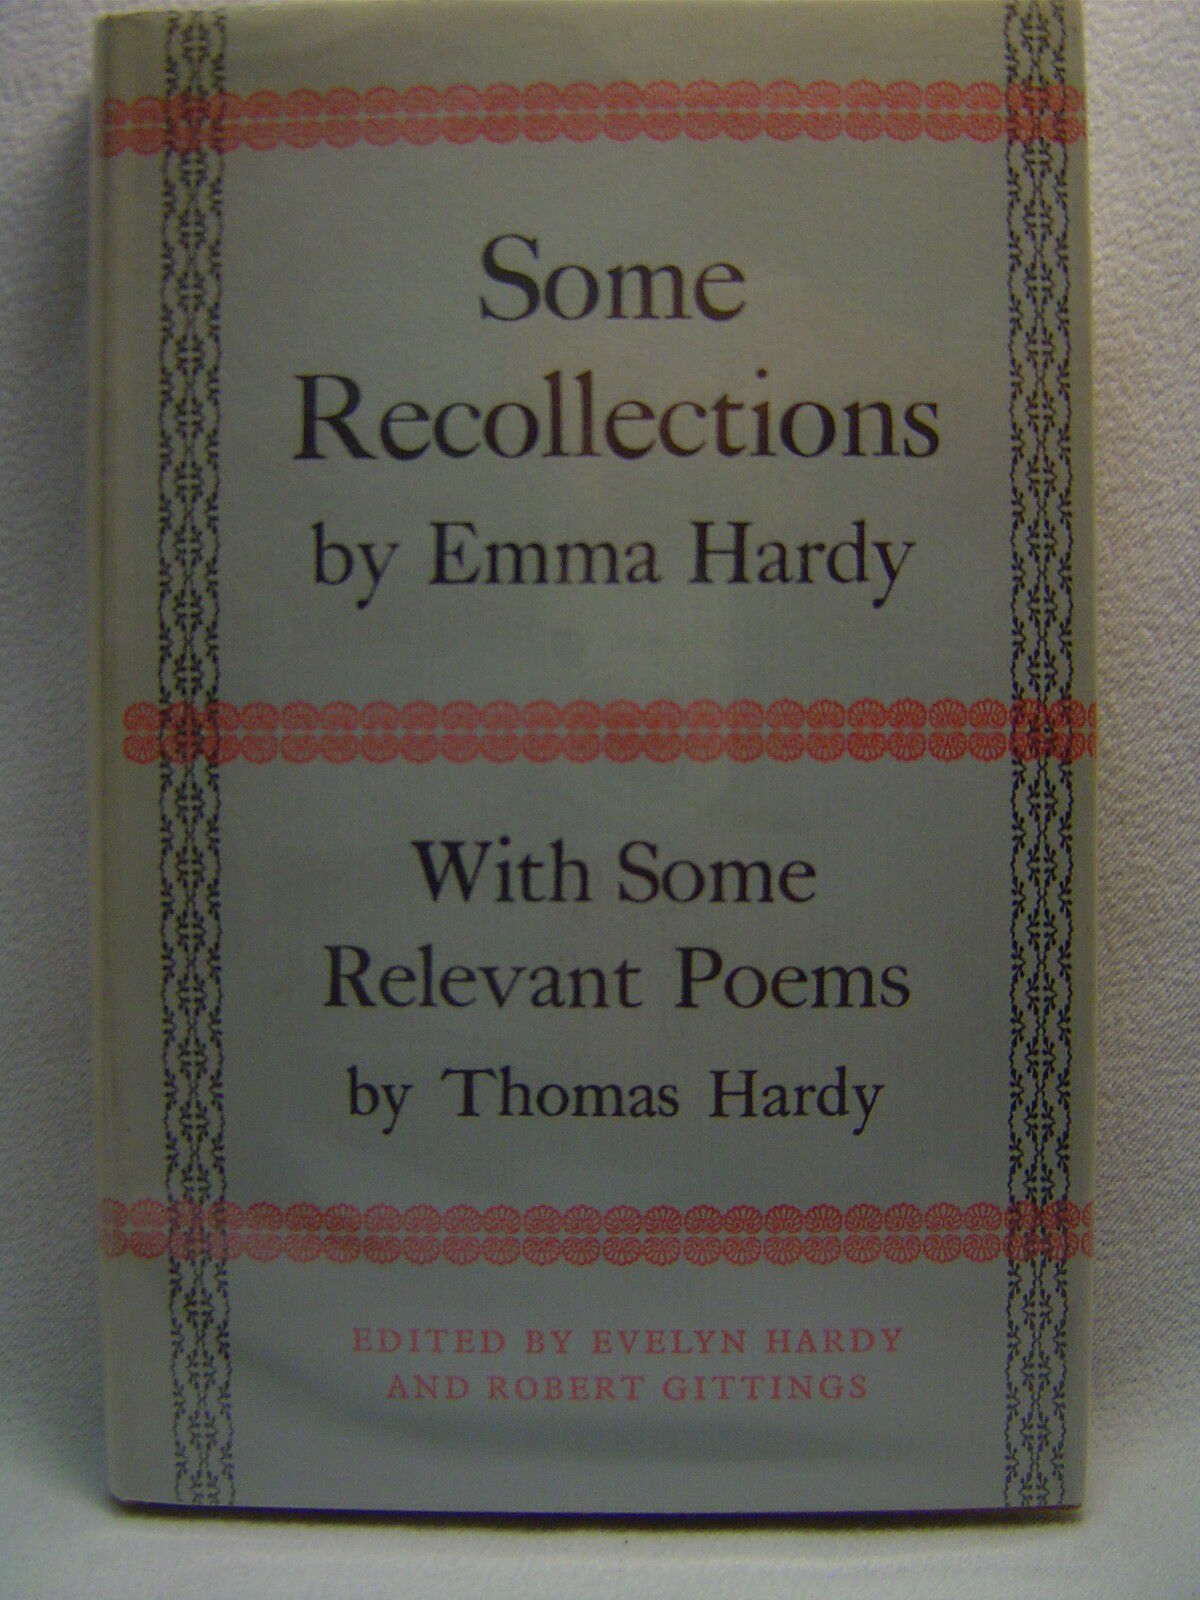 Some
Recollections
by Emma Hardy
With Some
Relevant Poems
by Thomas Hardy
EDITED BY EVELYN HARDY
AND ROBERT GITTINGS